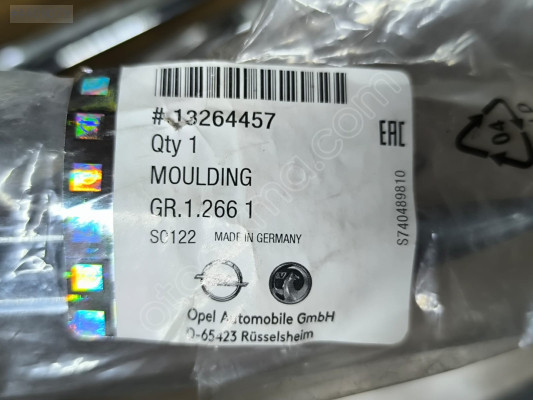 # 13264457
Qty 1
MOULDING
GR.1.266 1
SC122 MADE IN GERMANY
Opel Automobile GmbH
D-65423 Rüsselsheim
EAC
S740489810
04